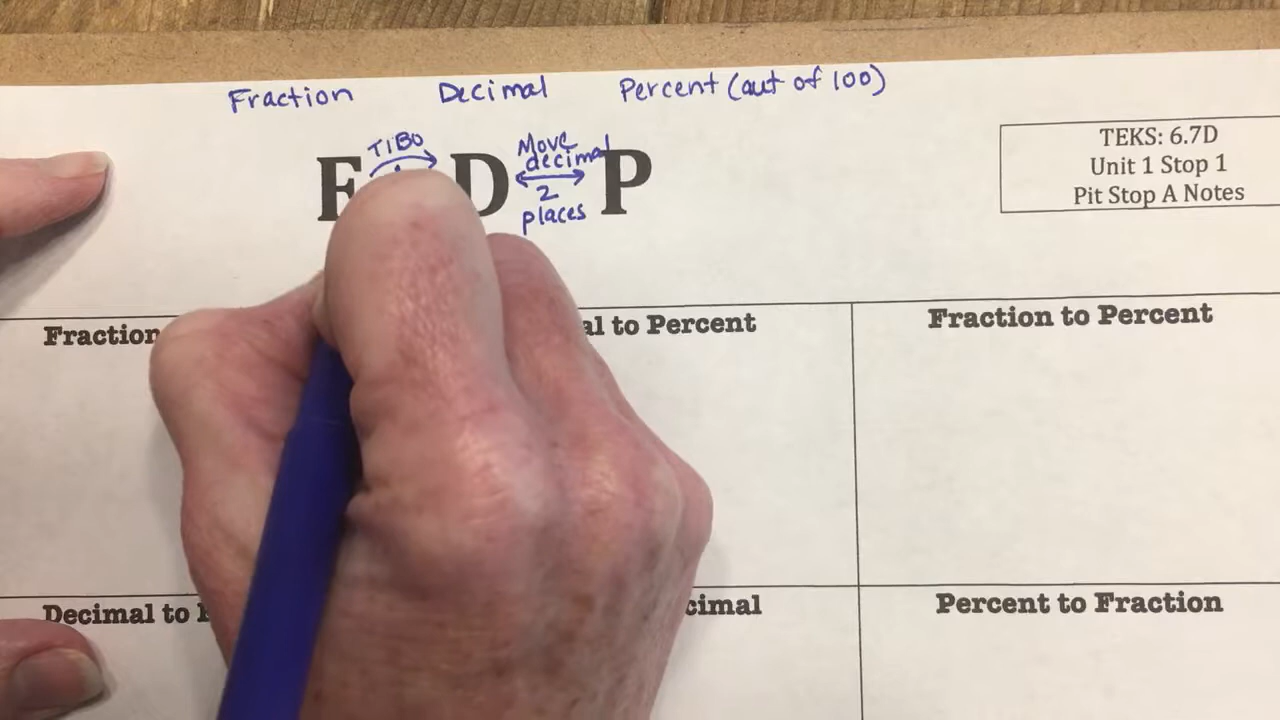 Fraction Decimal Percent (out of 100)
TIBO Move
decimal
F D P
2
places
TEKS: 6.7D
Unit 1 Stop 1
Pit Stop A Notes
Fraction to Percent
Fraction al to Percent
Decimal to cimal Percent to Fraction